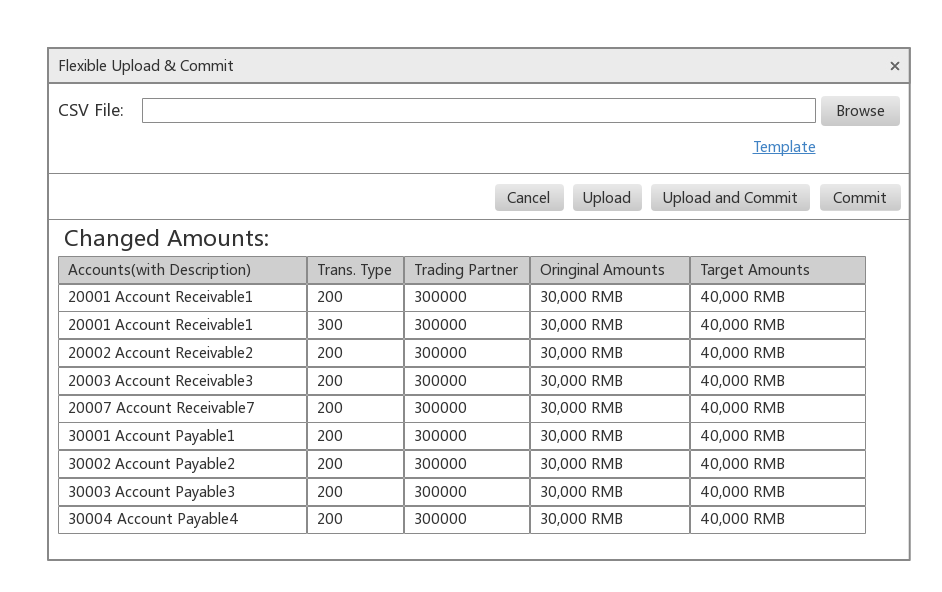 Flexible Upload & Commit ×
CSV File: Browse
Template
Cancel Upload Upload and Commit Commit
Changed Amounts:
Accounts(with Description) Trans. Type Trading Partner Oringinal Amounts Target Amounts
20001 Account Receivable1 200 300000 30,000 RMB 40,000 RMB
20001 Account Receivable1 300 300000 30,000 RMB 40,000 RMB
20002 Account Receivable2 200 300000 30,000 RMB 40,000 RMB
20003 Account Receivable3 200 300000 30,000 RMB 40,000 RMB
20007 Account Receivable7 200 300000 30,000 RMB 40,000 RMB
30001 Account Payable1 200 300000 30,000 RMB 40,000 RMB
30002 Account Payable2 200 300000 30,000 RMB 40,000 RMB
30003 Account Payable3 200 300000 30,000 RMB 40,000 RMB
30004 Account Payable4 200 300000 30,000 RMB 40,000 RMB